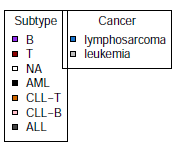 Subtype
B
T
NA
AML
CLL−T
CLL−B
ALL
Cancer
lymphosarcoma
leukemia